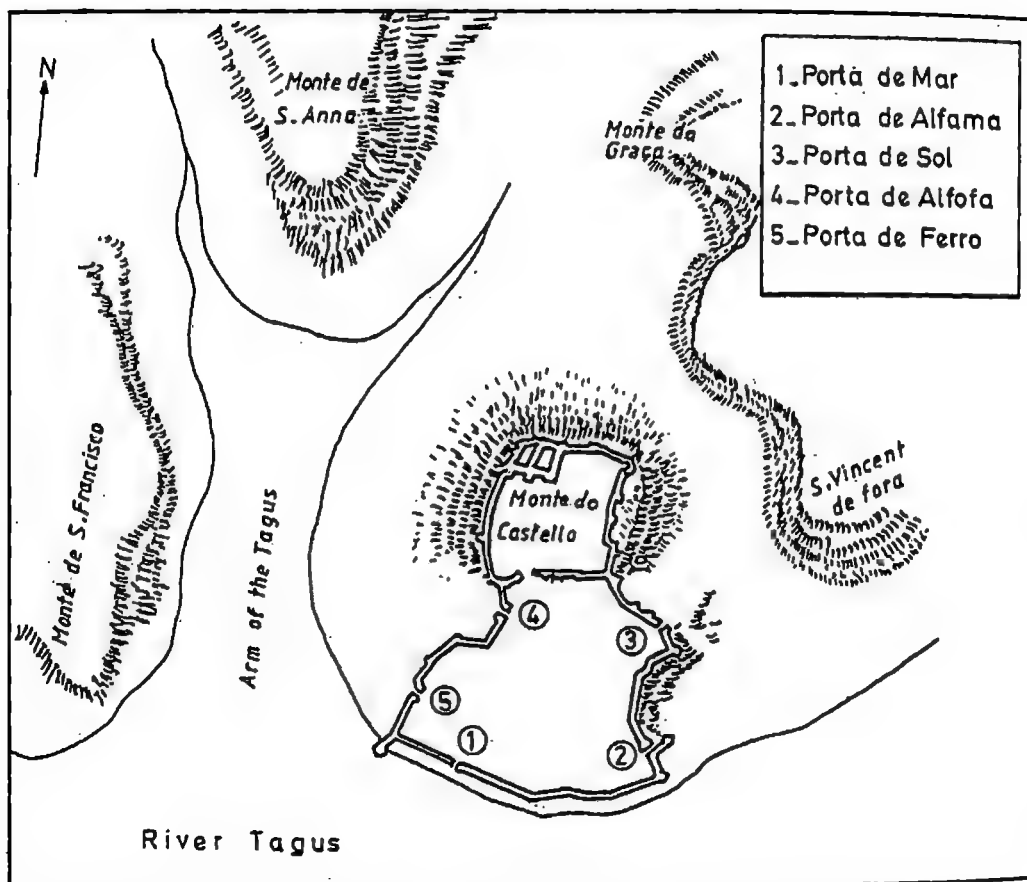 N
Monte de
S. Anna
Monte da
Graça
1_Porta de Mar
2_Porta de Alfama
3_Porta de Sol
4_Porta de Alfofa
5_Porta de Ferro
Monte de S. Francisco
Arm of the Tagus
Monte do
Castello
S. Vincent
de fora
4
3
5
1
2
River Tagus